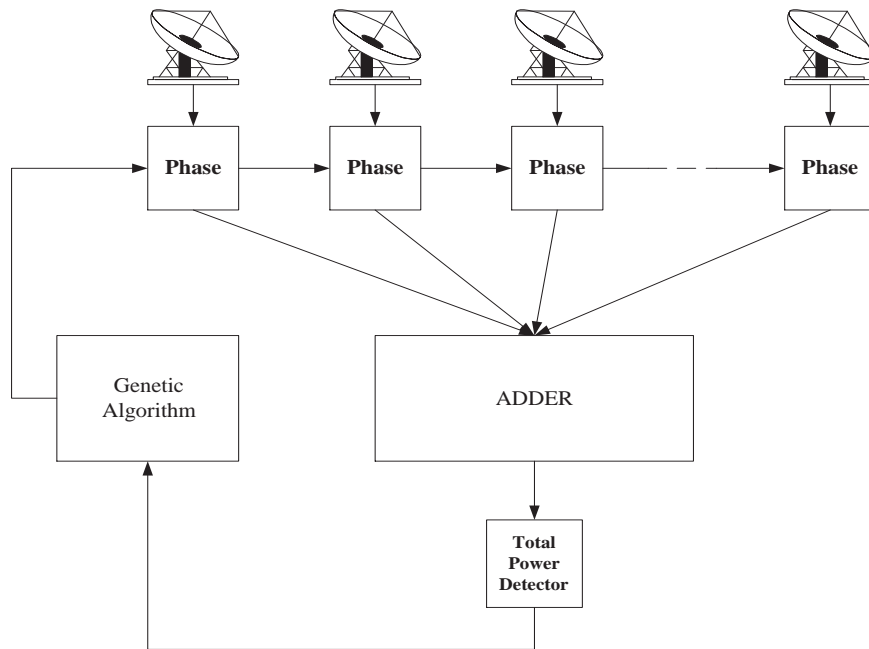 Phase
Phase
Phase
Phase
Genetic
Algorithm
ADDER
Total
Power
Detector